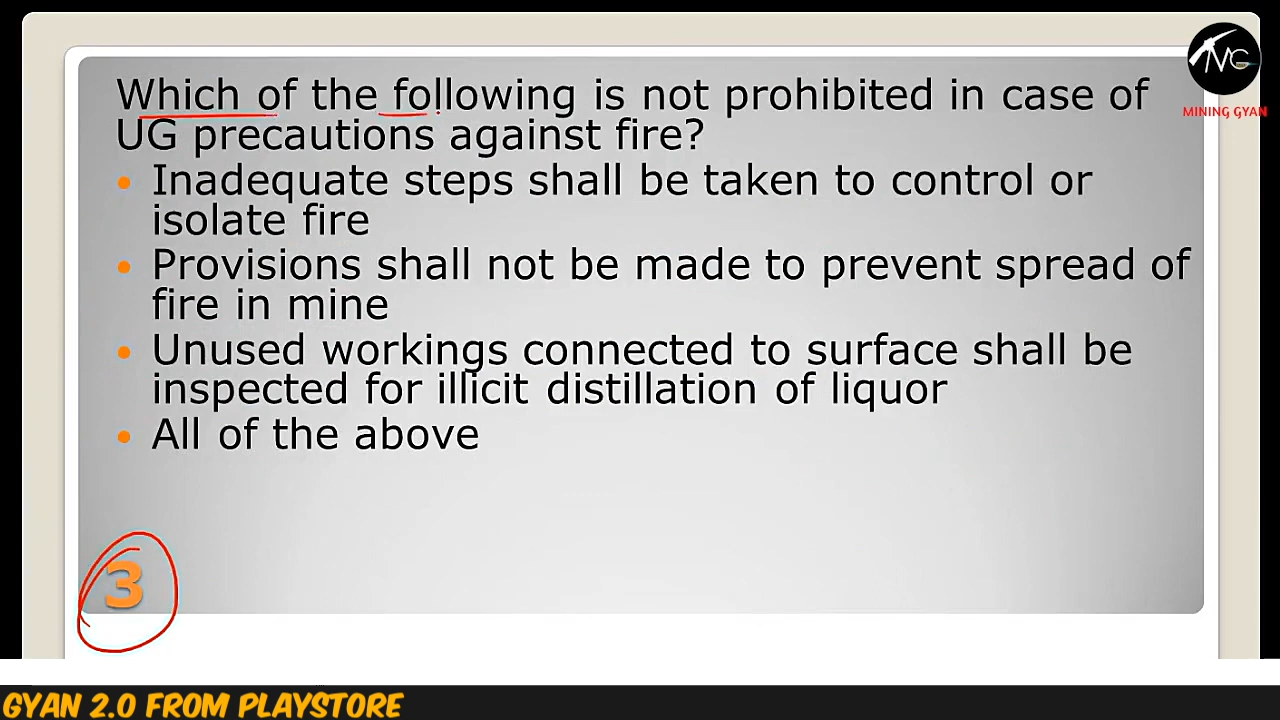 Which of the following is not prohibited in case of
UG precautions against fire?
Inadequate steps shall be taken to control or
isolate fire
Provisions shall not be made to prevent spread of
fire in mine
Unused workings connected to surface shall be
inspected for illicit distillation of liquor
All of the above
3
MG
MINING GYAN
GYAN 2.0 FROM PLAYSTORE